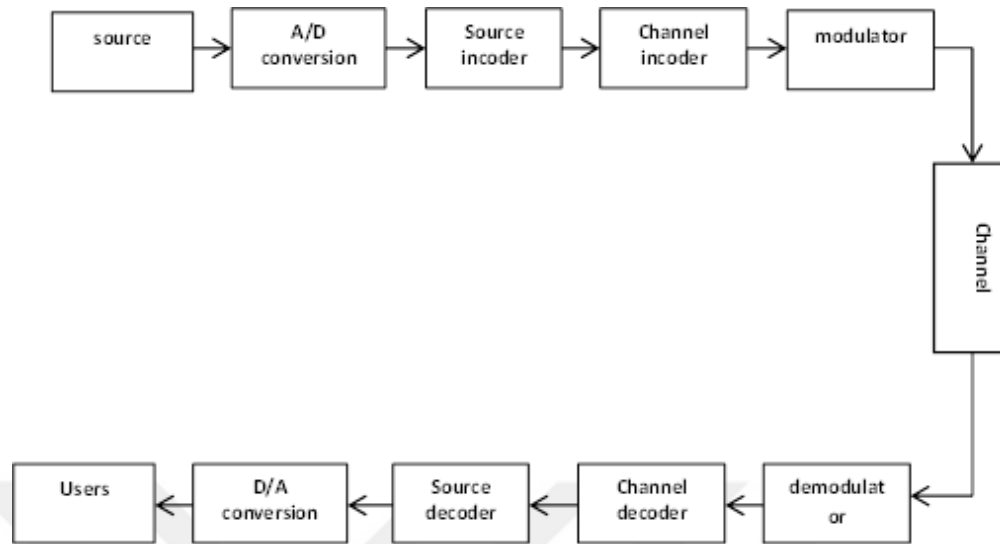 source
A/D
conversion
Source
incoder
Channel
incoder
modulator
Channel
Users
D/A
conversion
Source
decoder
Channel
decoder
demodulat
or